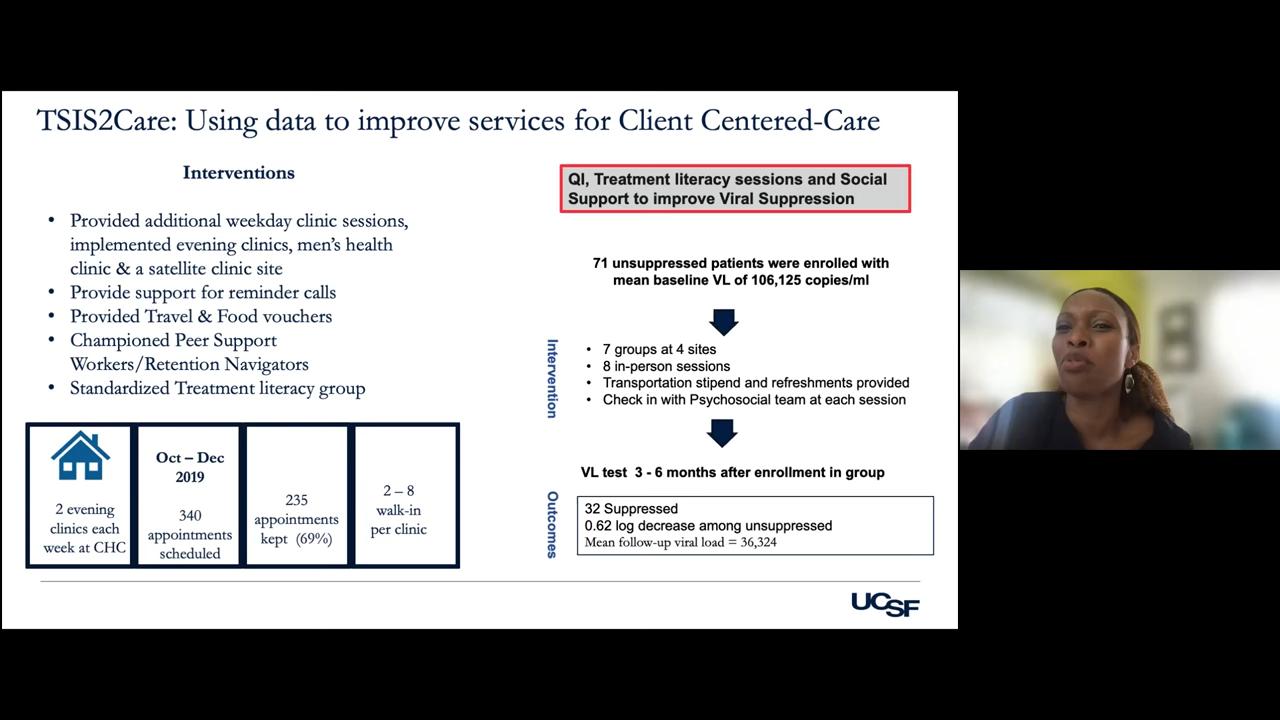 TSIS2Care: Using data to improve services for Client Centered-Care
Interventions
• Provided additional weekday clinic sessions,
implemented evening clinics, men's health
clinic & a satellite clinic site
• Provide support for reminder calls
• Provided Travel & Food vouchers
• Championed Peer Support
Workers/Retention Navigators
• Standardized Treatment literacy group
2 evening
clinics each
week at CHC
Oct – Dec
2019
340
appointments
scheduled
235
appointments
kept (69%)
2 – 8
walk-in
per clinic
QI, Treatment literacy sessions and Social
Support to improve Viral Suppression
71 unsuppressed patients were enrolled with
mean baseline VL of 106,125 copies/ml
Intervention
• 7 groups at 4 sites
• 8 in-person sessions
• Transportation stipend and refreshments provided
• Check in with Psychosocial team at each session
VL test 3 - 6 months after enrollment in group
Outcomes
32 Suppressed
0.62 log decrease among unsuppressed
Mean follow-up viral load = 36,324
UCSF